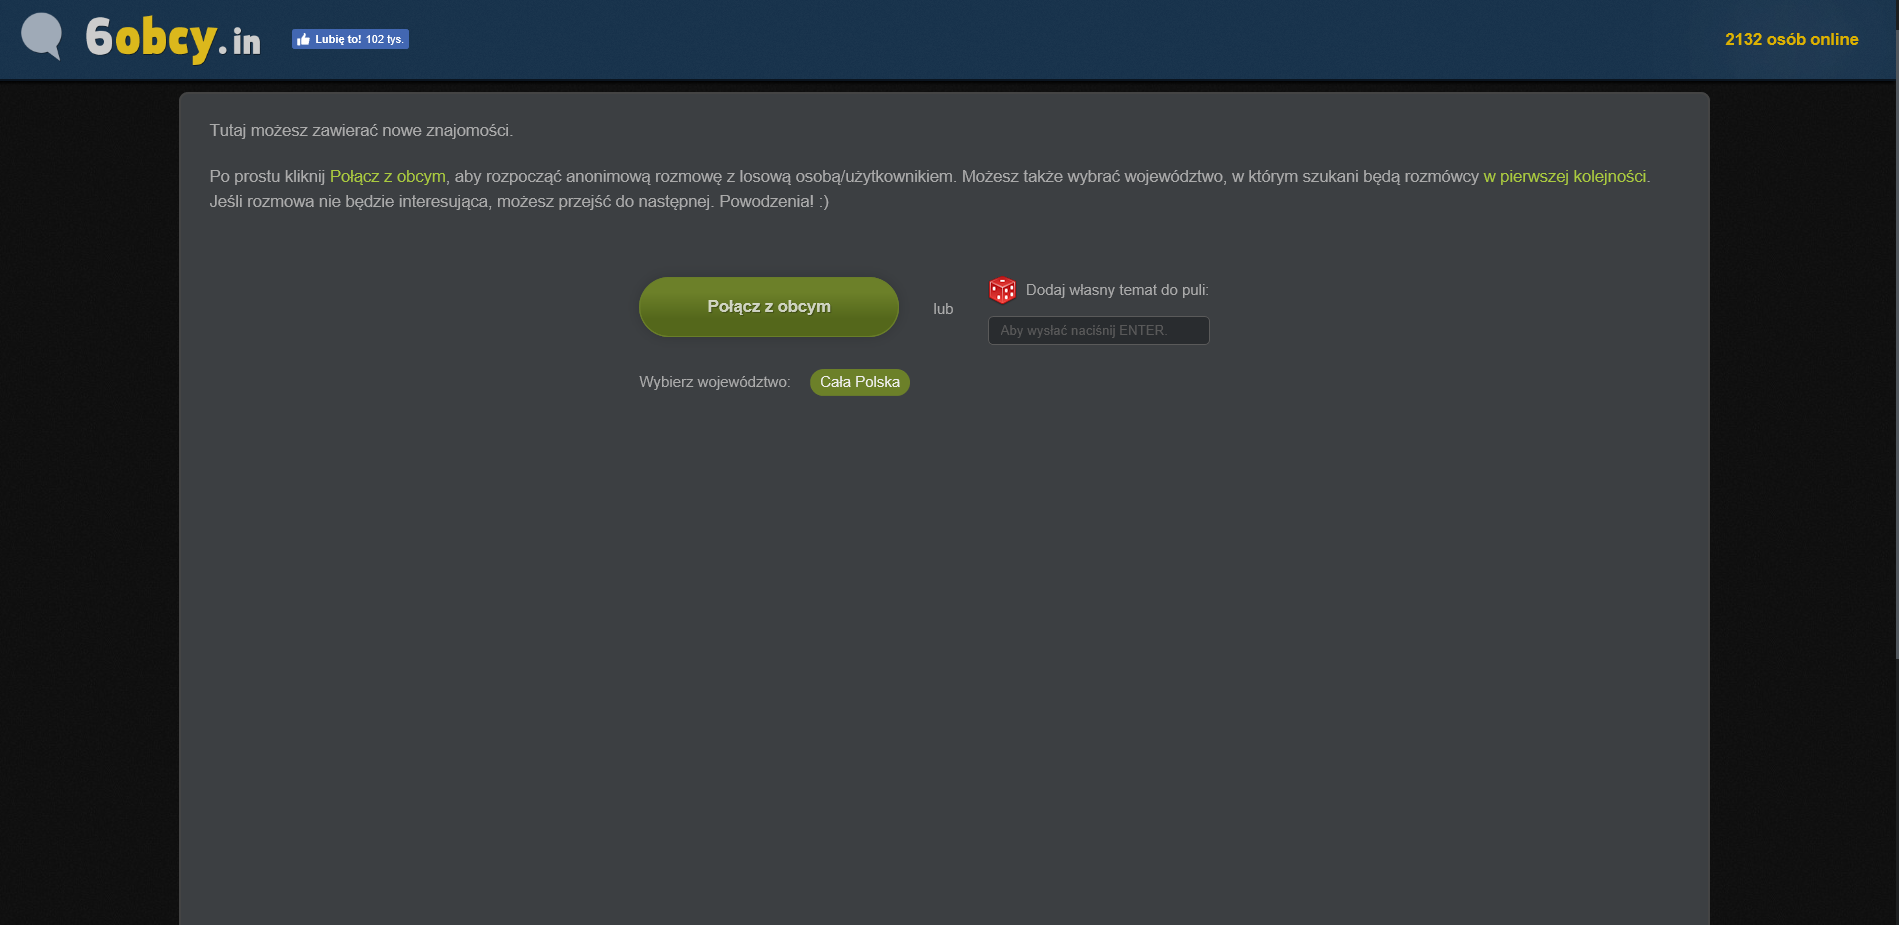 6obcy.in
Lubię to! 102 tys.
2132 osób online
Tutaj możesz zawierać nowe znajomości.
Po prostu kliknij Połącz z obcym, aby rozpocząć anonimową rozmowę z losową osobą/użytkownikiem. Możesz także wybrać województwo, w którym szukani będą rozmówcy w pierwszej kolejności.
Jeśli rozmowa nie będzie interesująca, możesz przejść do następnej. Powodzenia! :)
Połącz z obcym
lub
Dodaj własny temat do puli:
Aby wysłać naciśnij ENTER.
Wybierz województwo:
Cała Polska